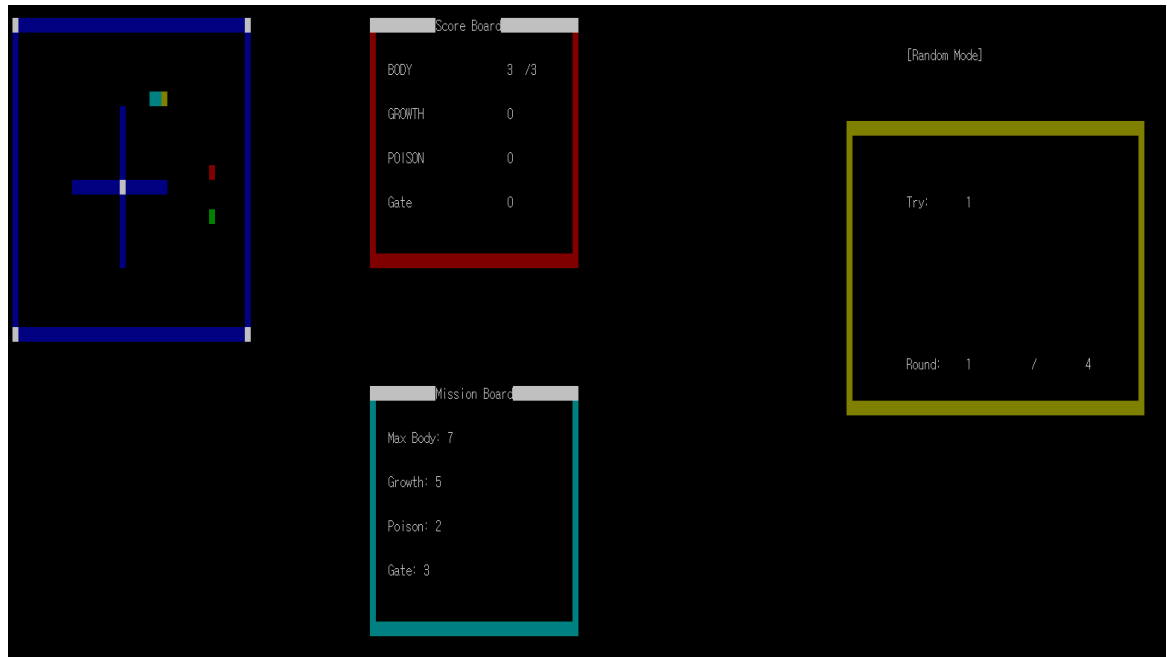 Score Board
BODY 3 /3
GROWTH 0
POISON 0
Gate 0
Mission Board
Max Body: 7
Growth: 5
Poison: 2
Gate: 3
[Random Mode]
Try: 1
Round: 1 / 4